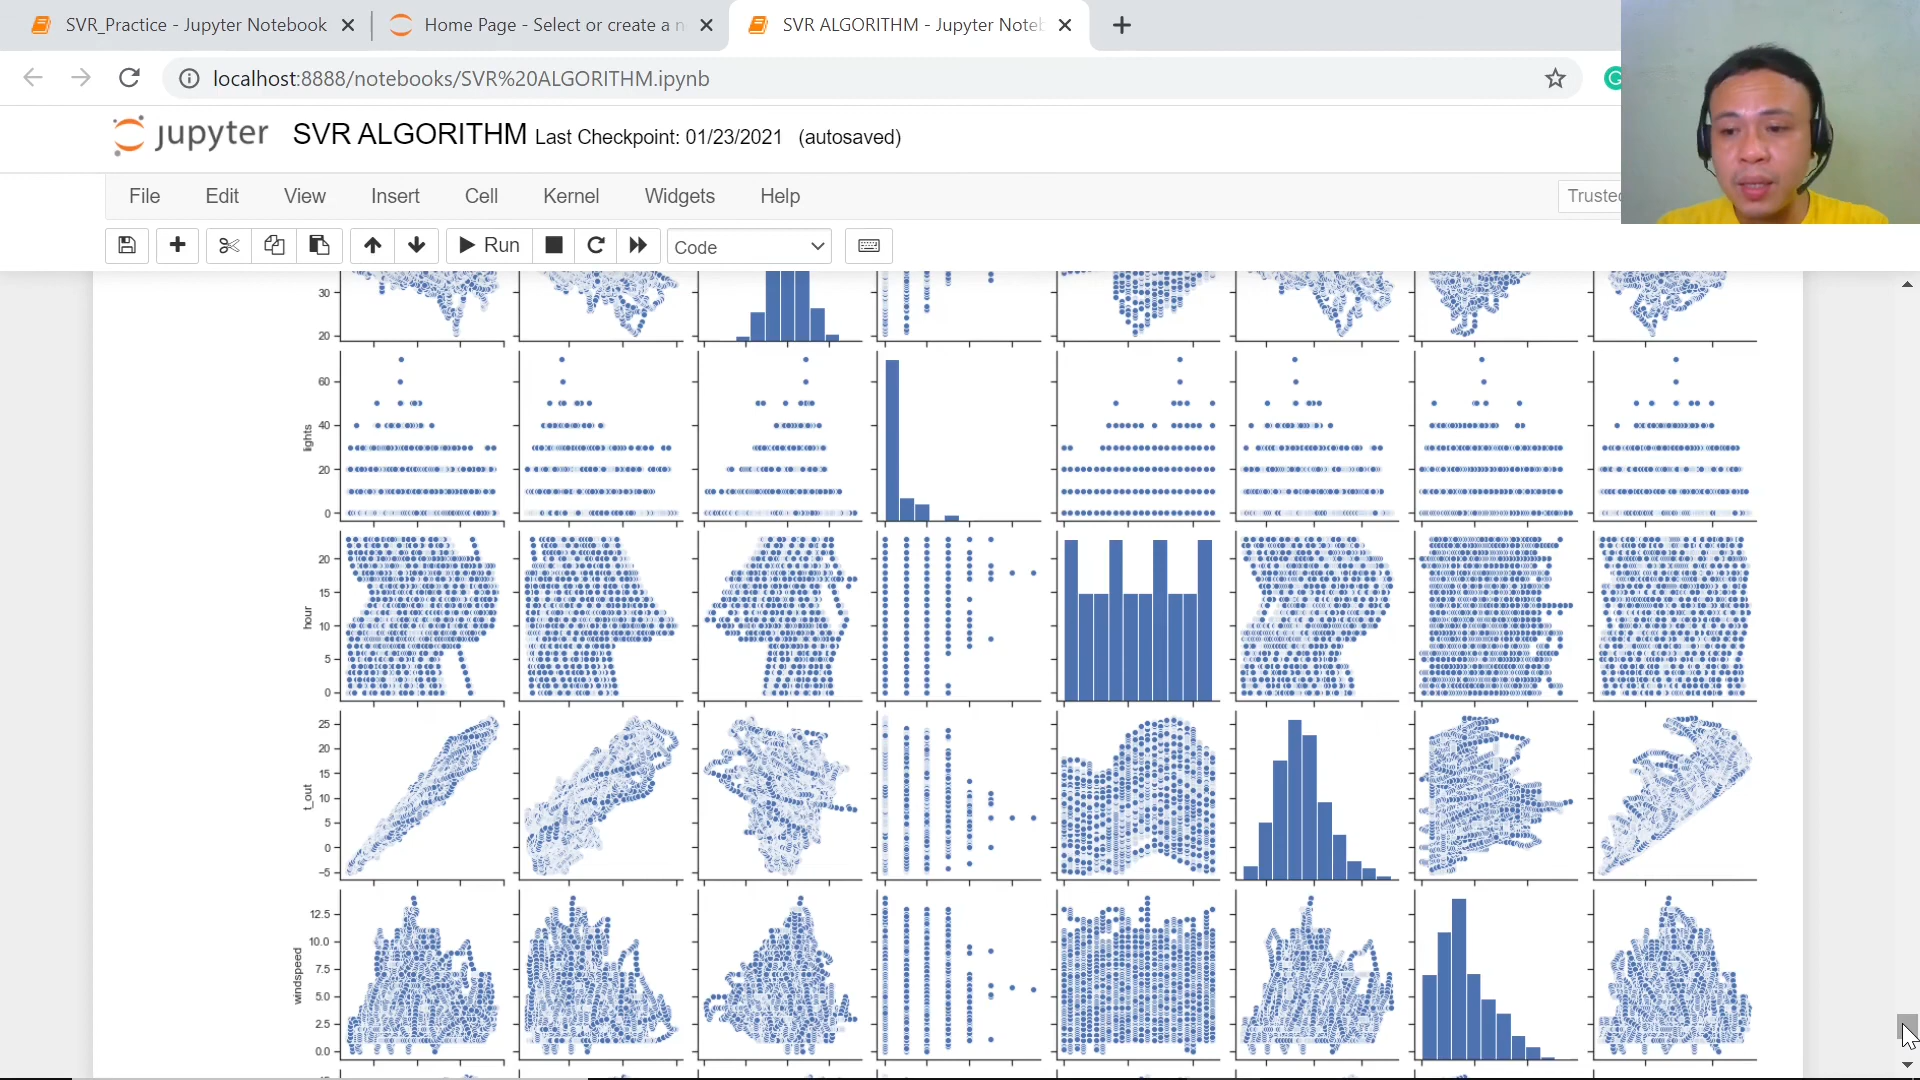 SVR_Practice - Jupyter Notebook
Home Page - Select or create a n
SVR ALGORITHM - Jupyter Noteb
localhost:8888/notebooks/SVR%20ALGORITHM.ipynb
jupyter
SVR ALGORITHM Last Checkpoint: 01/23/2021 (autosaved)
File Edit View Insert Cell Kernel Widgets Help
Trusted
Run
Code
30
20
60
40
20
0
lights
20
15
10
5
0
hour
25
20
15
10
5
0
−5
t_out
12.5
10.0
7.5
5.0
2.5
0.0
windspeed